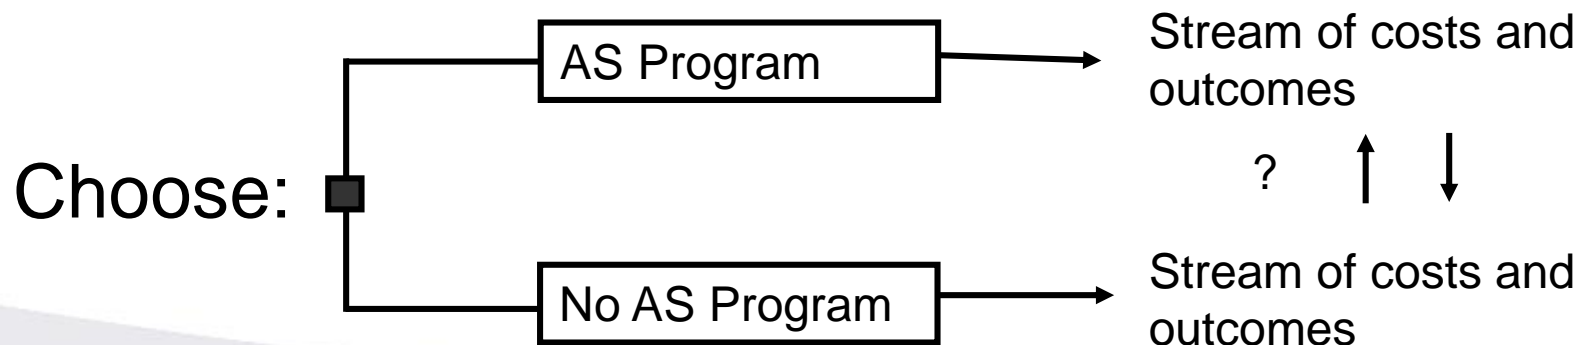 AS Program
Stream of costs and
outcomes
Choose:
?
No AS Program
Stream of costs and
outcomes